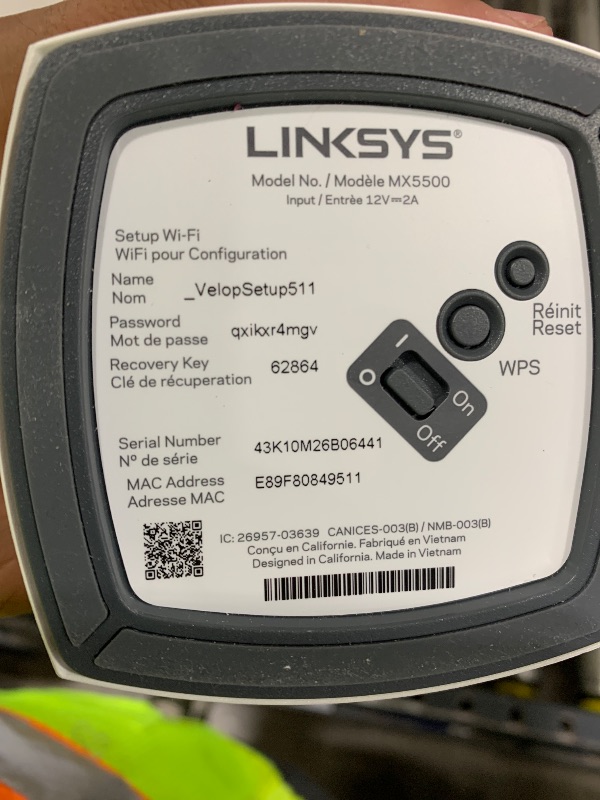 LINKSYS®
Model No. / Modèle MX5500
Input / Entrèe 12V⎓2A
Setup Wi-Fi
WiFi pour Configuration
Name
Nom
_VelopSetup511
Password
Mot de passe
qxikxr4mgv
Recovery Key
Clé de récuperation
62864
Réinit
Reset
WPS
I
O
On
Off
Serial Number
Nº de série
43K10M26B06441
MAC Address
Adresse MAC
E89F80849511
IC: 26957-03639 CANICES-003(B) / NMB-003(B)
Conçu en Californie. Fabriqué en Vietnam
Designed in California. Made in Vietnam